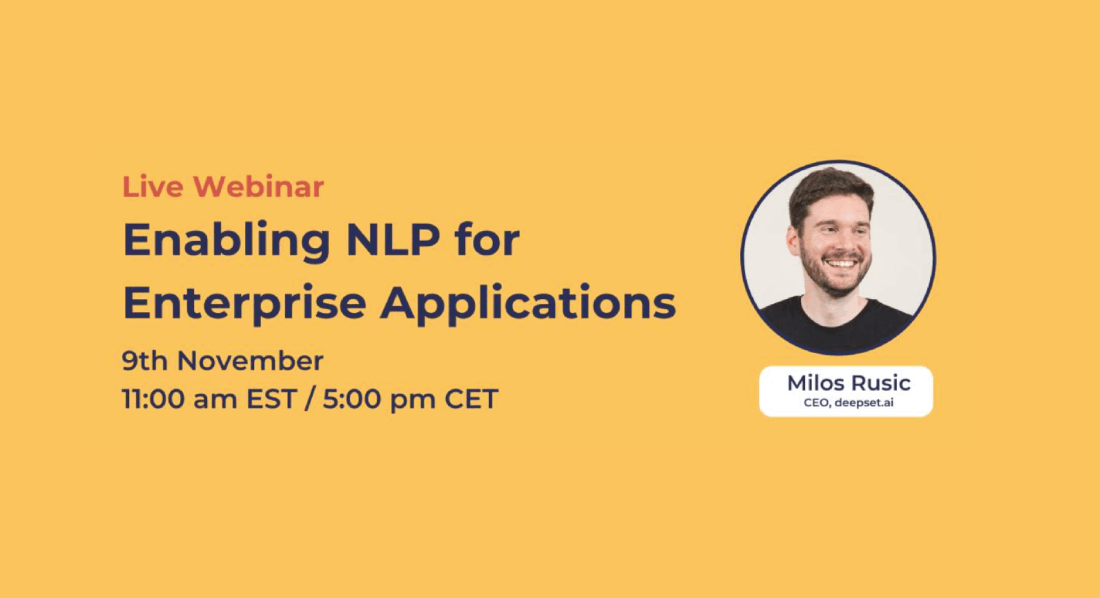 Live Webinar
Enabling NLP for
Enterprise Applications
9th November
11:00 am EST / 5:00 pm CET
Milos Rusic
CEO, deepset.ai